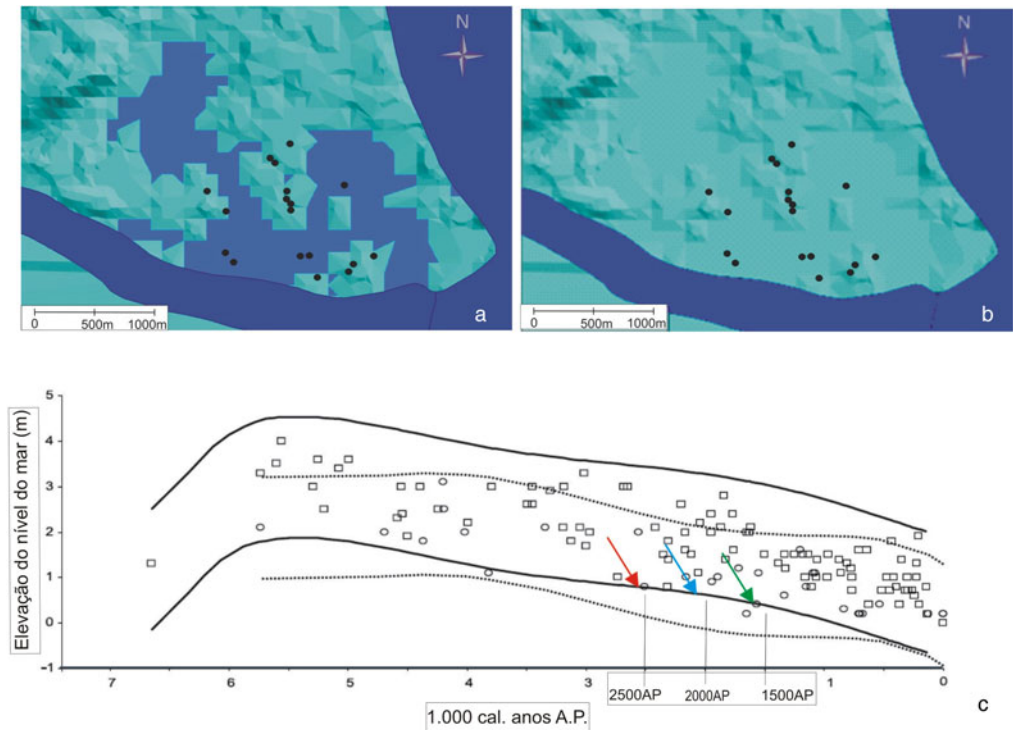 N
N
0 500m 1000m
a
0 500m 1000m
b
Elevação do nível do mar (m)
5
4
3
2
1
0
-1
7 6 5 4 3 1 0
2500AP 2000AP 1500AP
1.000 cal. anos A.P.
c